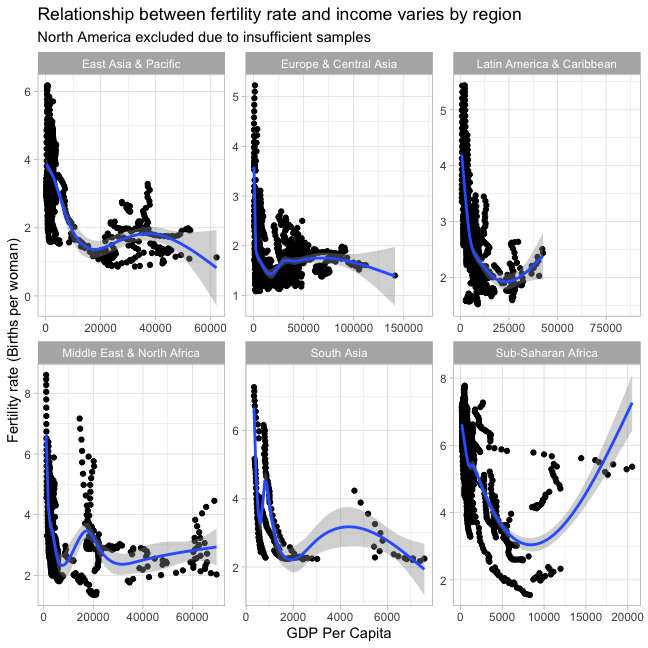 Relationship between fertility rate and income varies by region
North America excluded due to insufficient samples
East Asia & Pacific
Europe & Central Asia
Latin America & Caribbean
6
4
2
0
0 20000 40000 60000
5
4
3
2
1
0 50000 100000 150000
5
4
3
2
0 25000 50000 75000
Middle East & North Africa
South Asia
Sub-Saharan Africa
8
6
4
2
0 20000 40000 60000
6
4
2
0 2000 4000 6000
8
6
4
2
0 5000 10000 15000 20000
Fertility rate (Births per woman)
GDP Per Capita